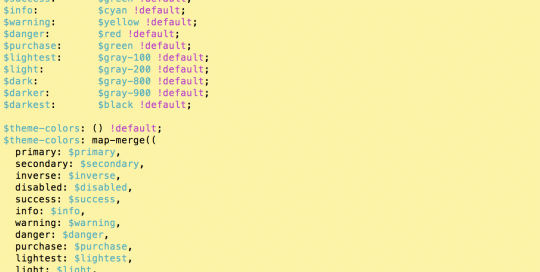 $success:       $green !default;
$info:          $cyan !default;
$warning:       $yellow !default;
$danger:        $red !default;
$purchase:      $green !default;
$lightest:      $gray-100 !default;
$light:         $gray-200 !default;
$dark:          $gray-800 !default;
$darker:        $gray-900 !default;
$darkest:       $black !default;

$theme-colors: () !default;
$theme-colors: map-merge((
  primary: $primary,
  secondary: $secondary,
  inverse: $inverse,
  disabled: $disabled,
  success: $success,
  info: $info,
  warning: $warning,
  danger: $danger,
  purchase: $purchase,
  lightest: $lightest,
  light: $light,